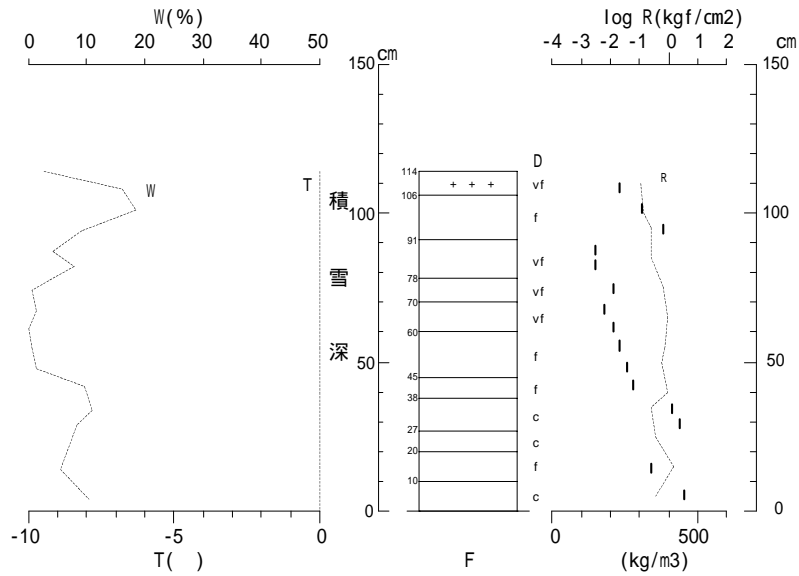 W(%)
0 10 20 30 40 50
cm
150
100
50
0
T
W
積
雪
深
-10 -5 0
T( )
D
114
+ + +
vf
106
f
91
vf
78
vf
70
vf
60
f
45
f
38
c
27
c
20
f
10
c
F
log R(kgf/cm2)
-4 -3 -2 -1 0 1 2
cm
150
R
100
50
0
0 500
(kg/m3)